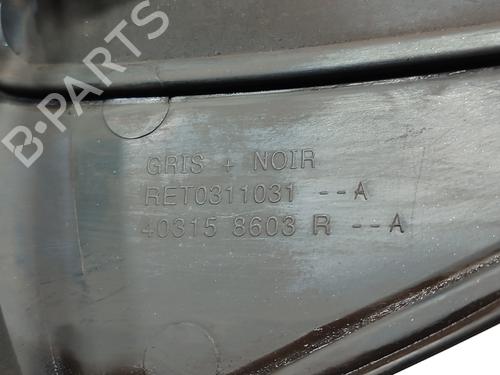 B-PARTS
GRIS + NOIR
RET0311031 --A
40315 8603 R --A